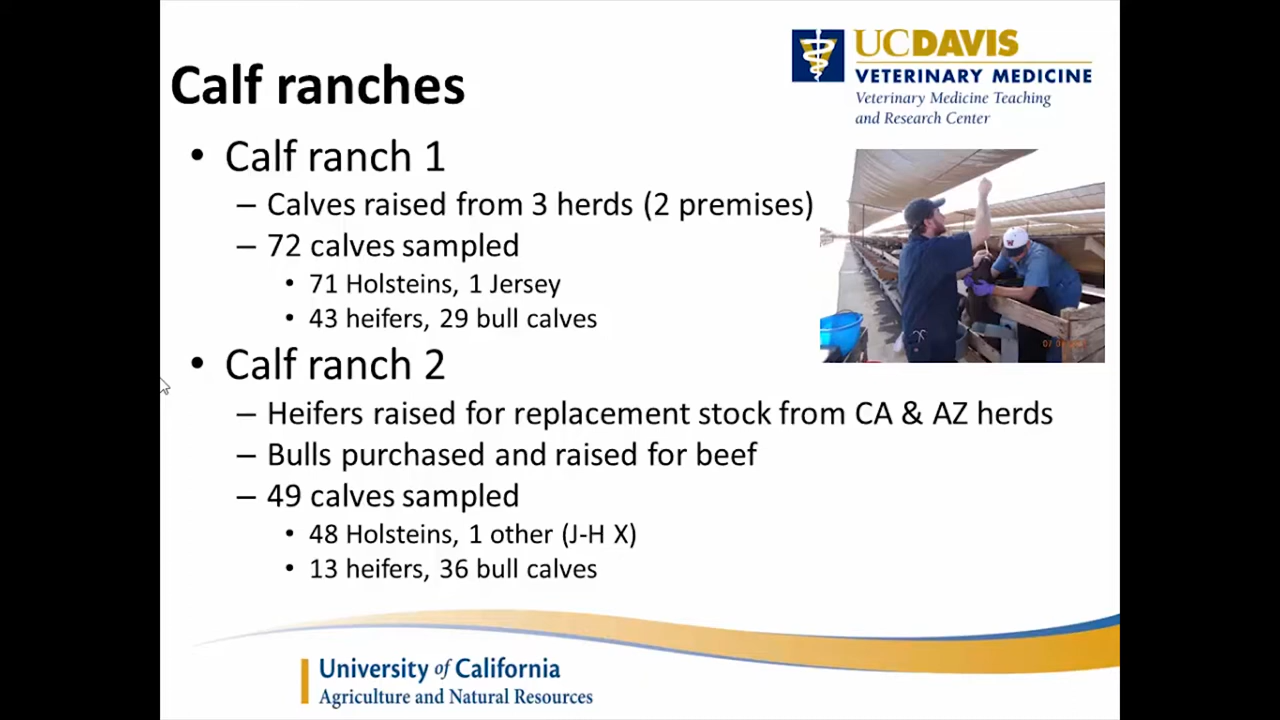 Calf ranches
UCDAVIS
VETERINARY MEDICINE
Veterinary Medicine Teaching
and Research Center
• Calf ranch 1
– Calves raised from 3 herds (2 premises)
– 72 calves sampled
• 71 Holsteins, 1 Jersey
• 43 heifers, 29 bull calves
• Calf ranch 2
– Heifers raised for replacement stock from CA & AZ herds
– Bulls purchased and raised for beef
– 49 calves sampled
• 48 Holsteins, 1 other (J-H X)
• 13 heifers, 36 bull calves
University of California
Agriculture and Natural Resources